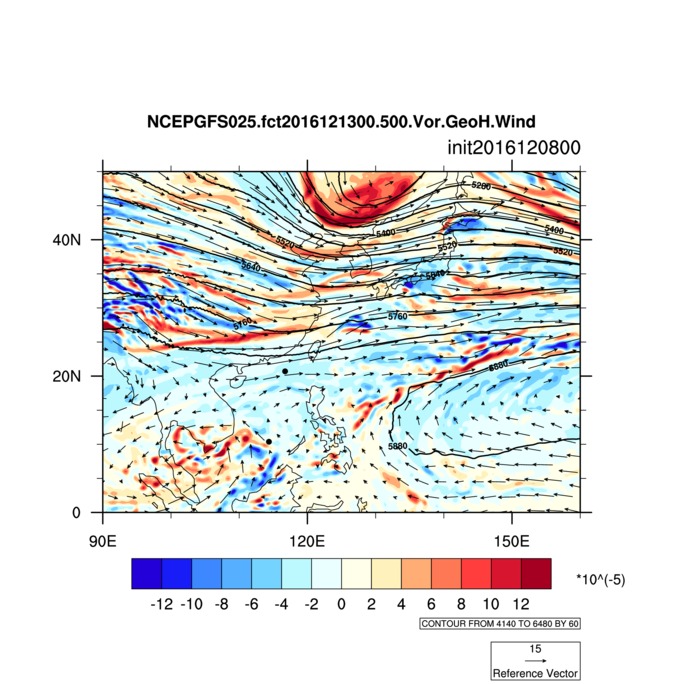 NCEPGFS025.fct2016121300.500.Vor.GeoH.Wind
init2016120800
5280
5400
5400
5520
5520
5520
5640
5640
5760
5760
5880
5880
40N
20N
0
90E 120E 150E
-12 -10 -8 -6 -4 -2 0 2 4 6 8 10 12
*10^(-5)
CONTOUR FROM 4140 TO 6480 BY 60
15
Reference Vector